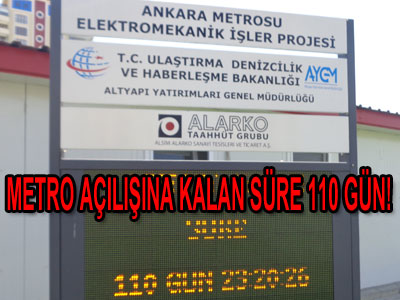 ANKARA METROSU
ELEKTROMEKANİK İŞLER PROJESİ
T.C. ULAŞTIRMA DENİZCİLİK
VE HABERLEŞME BAKANLIĞI
AYGM
ALTYAPI YATIRIMLARI GENEL MÜDÜRLÜĞÜ
ALARKO
TAAHHÜT GRUBU
ALSİM ALARKO SANAYİ TESİSLERİ VE TİCARET A.Ş.
METRO AÇILIŞINA KALAN SÜRE 110 GÜN!
SURE
110 GUN 23:20:26